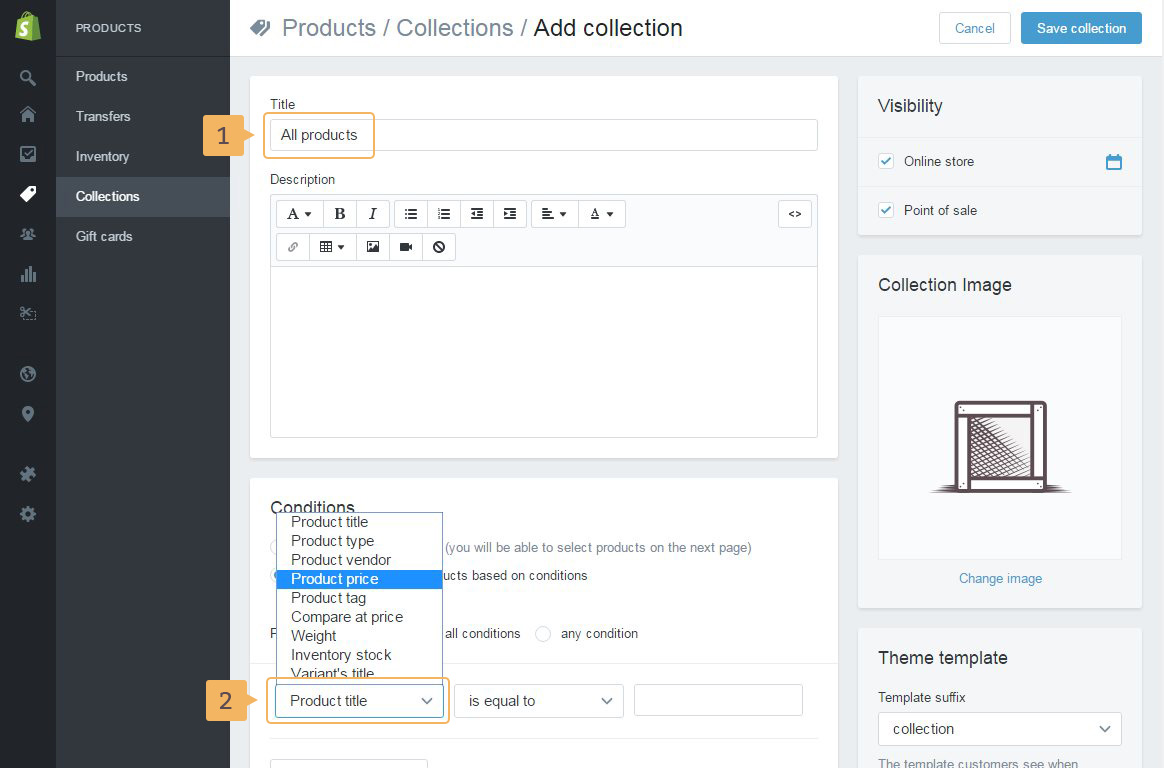 PRODUCTS
Products
Transfers
Inventory
Collections
Gift cards
Products / Collections / Add collection
Cancel
Save collection
1
Title
All products
Description
A
B
I
A
<>
Conditions
Product title
Product type
(you will be able to select products on the next page)
Product vendor
Product price
ucts based on conditions
Product tag
Compare at price
Weight
all conditions
any condition
Inventory stock
Variant's title
2
Product title
is equal to
Visibility
Online store
Point of sale
Collection Image
Change image
Theme template
Template suffix
collection
The template customers see when